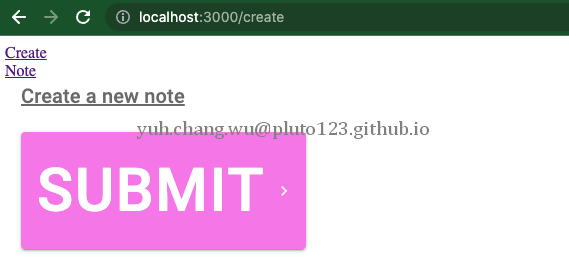 localhost:3000/create
Create
Note
Create a new note
yuh.chang.wu@pluto123.github.io
SUBMIT